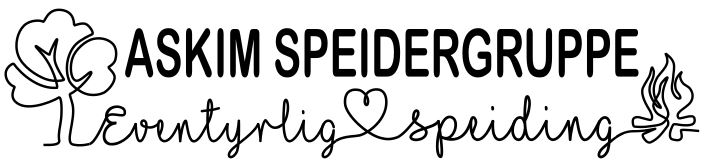 ASKIM SPEIDERGRUPPE
Eventyrlig speiding